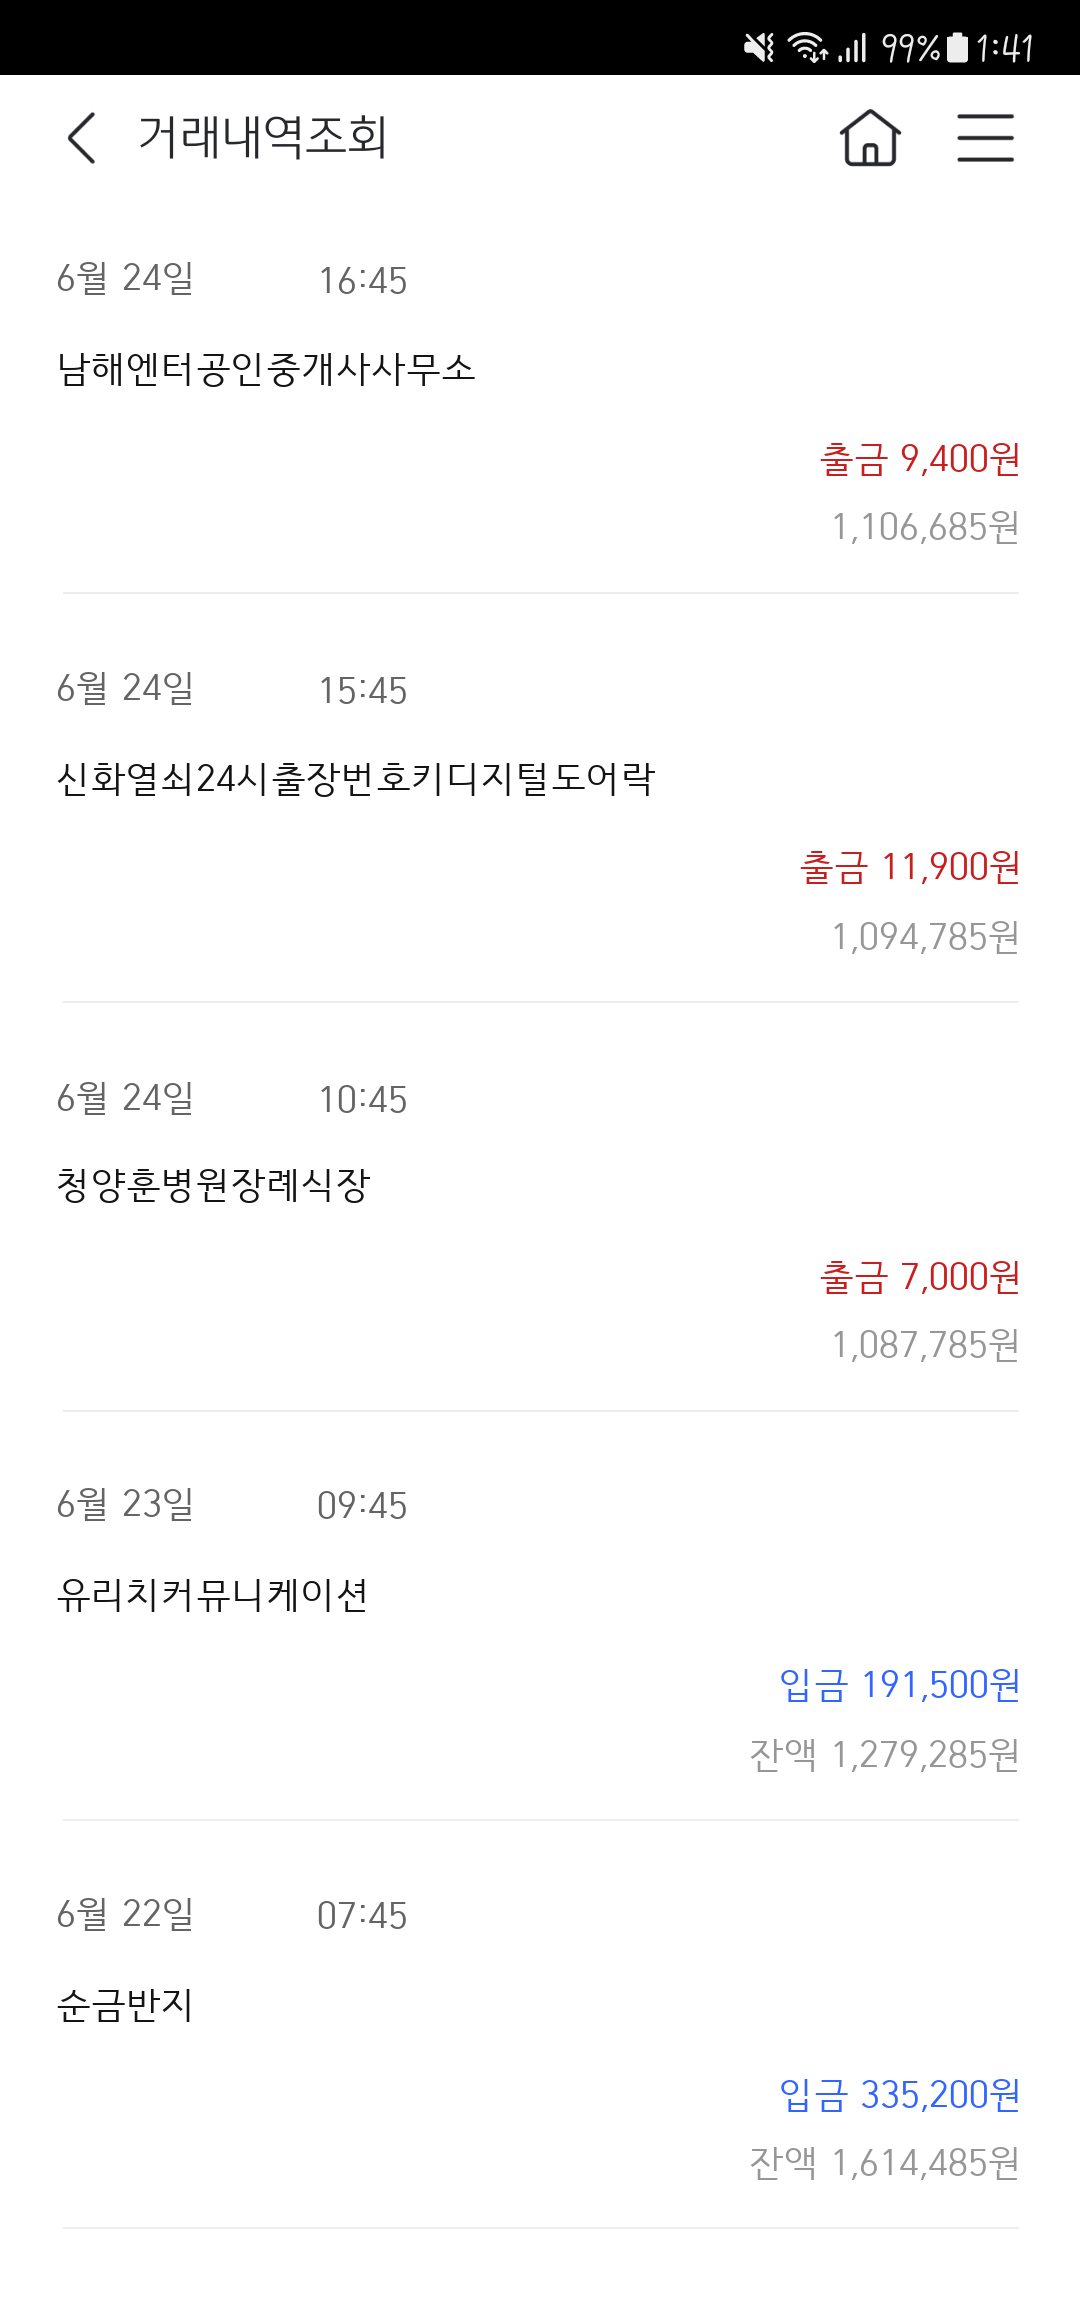 99% 1:41
거래내역조회
6월 24일 16:45
남해엔터공인중개사사무소
출금 9,400원
1,106,685원
6월 24일 15:45
신화열쇠24시출장번호키디지털도어락
출금 11,900원
1,094,785원
6월 24일 10:45
청양훈병원장례식장
출금 7,000원
1,087,785원
6월 23일 09:45
유리치커뮤니케이션
입금 191,500원
잔액 1,279,285원
6월 22일 07:45
순금반지
입금 335,200원
잔액 1,614,485원